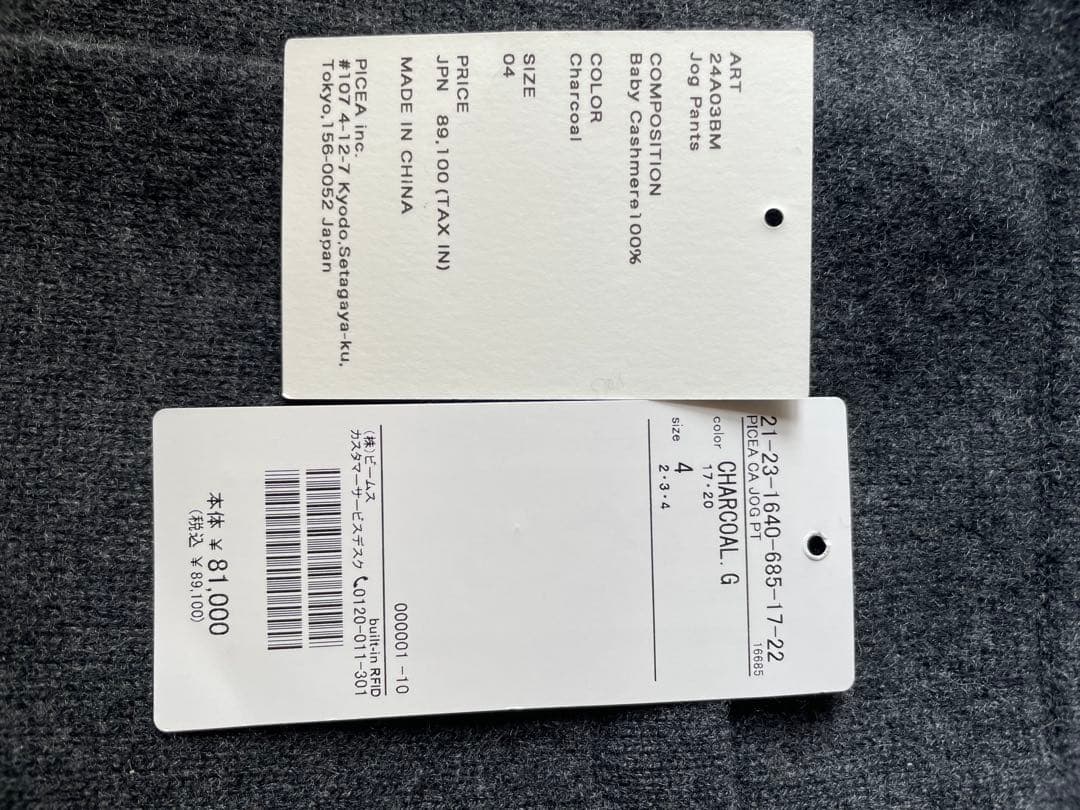 ART
24A03BM
Jog Pants
COMPOSITION
Baby Cashmere100%
COLOR
Charcoal
SIZE
04
PRICE
JPN 89,100 (TAX IN)
MADE IN CHINA
PICEA inc.
#107 4-12-7 Kyodo,Setagaya-ku,
Tokyo,156-0052 Japan
21-23-1640-685-17-22
PICEA CA JOG PT 16685
color CHARCOAL. G
17・20
size 4
2・3・4
000001 -10
built-in RFID
(株)ビームス
カスタマーサービスデスク 0120-011-301
本体 ¥ 81,000
(税込 ¥ 89,100)